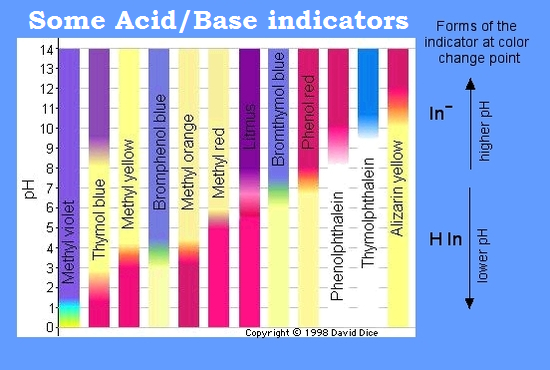 Some Acid/Base indicators
Forms of the
indicator at color
change point
14
13
12
11
10
9
8
7
6
5
4
3
2
1
0
pH
Methyl violet
Thymol blue
Methyl yellow
Bromphenol blue
Methyl orange
Methyl red
Litmus
Bromthymol blue
Phenol red
Phenolphthalein
Thymolphthalein
Alizarin yellow
In⁻
higher pH
H In
lower pH
Copyright © 1998 David Dice